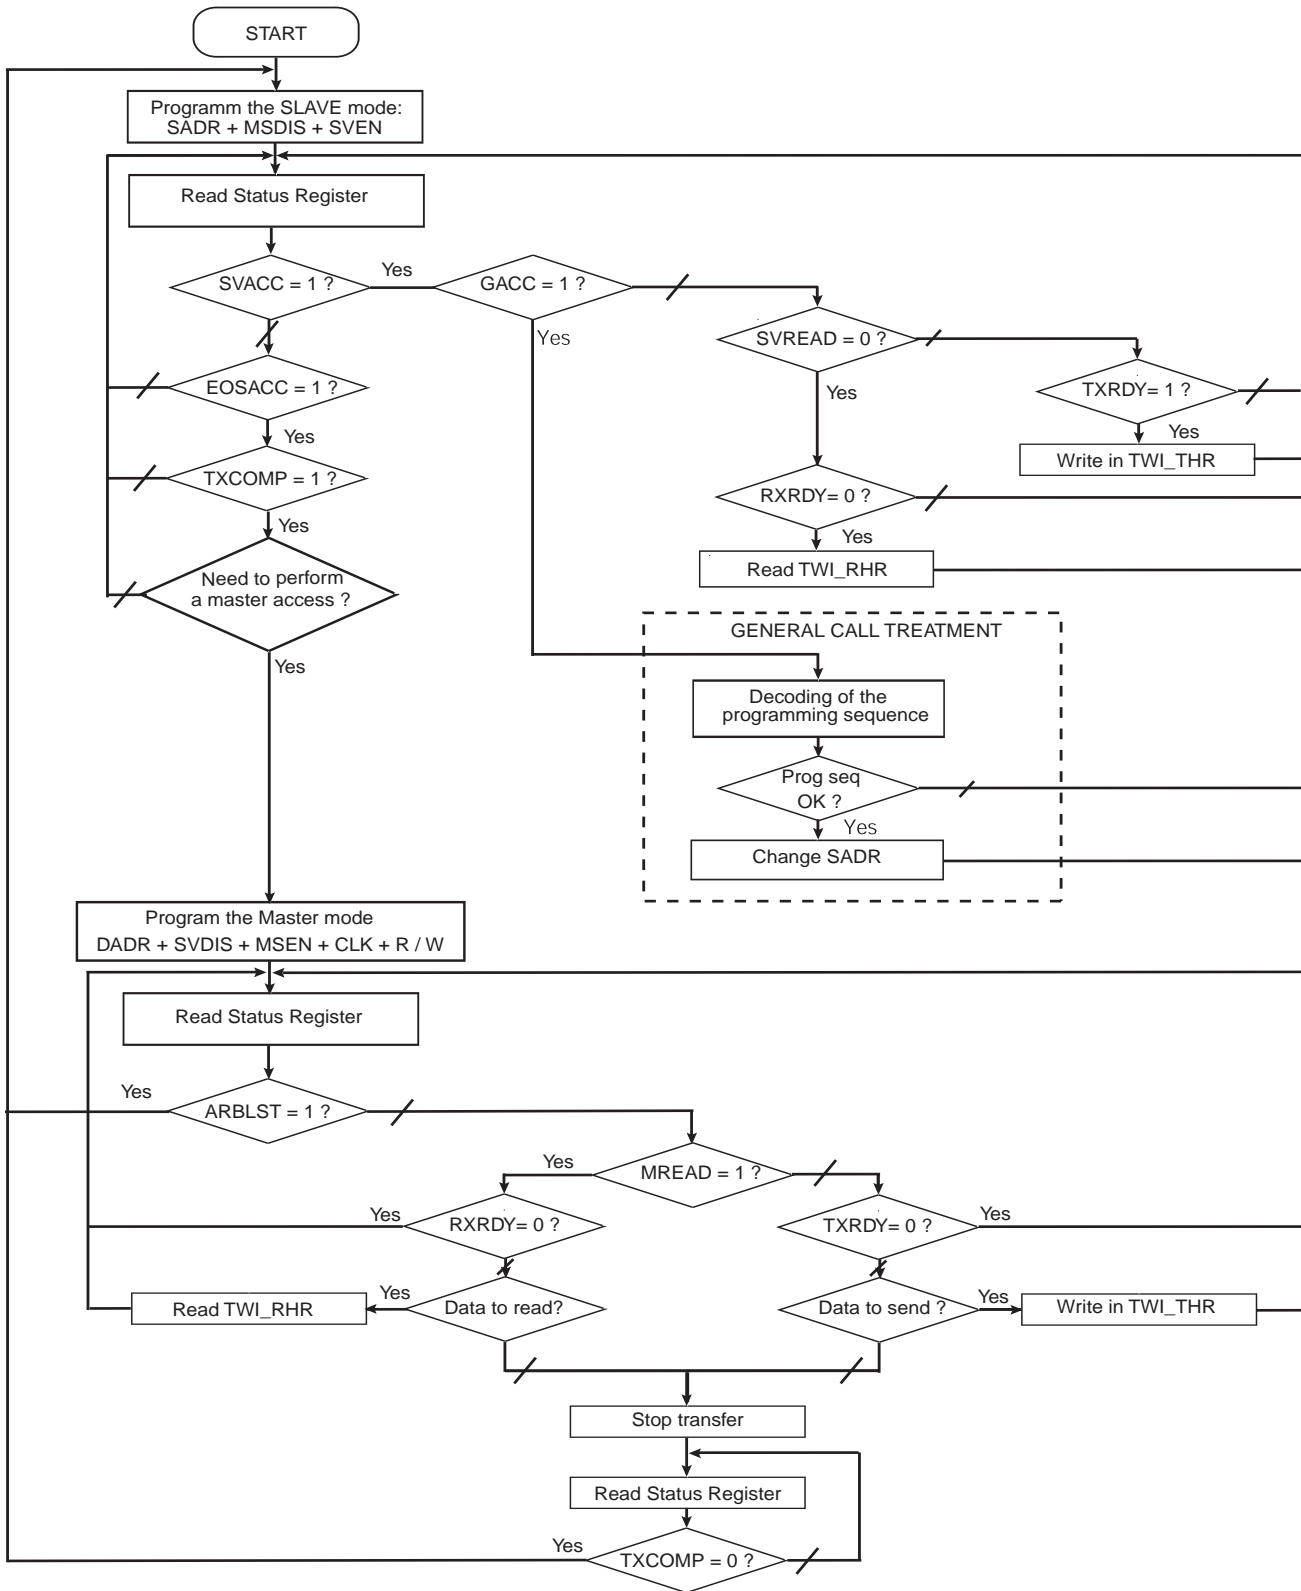 START
Programm the SLAVE mode:
SADR + MSDIS + SVEN
Read Status Register
SVACC = 1 ?
Yes
GACC = 1 ?
Yes
SVREAD = 0 ?
EOSACC = 1 ?
Yes
TXRDY= 1 ?
Yes
Yes
Write in TWI_THR
TXCOMP = 1 ?
RXRDY= 0 ?
Yes
Yes
Need to perform
a master access ?
Read TWI_RHR
GENERAL CALL TREATMENT
Yes
Decoding of the
programming sequence
Prog seq
OK ?
Yes
Change SADR
Program the Master mode
DADR + SVDIS + MSEN + CLK + R / W
Read Status Register
Yes
ARBLST = 1 ?
Yes
MREAD = 1 ?
Yes
RXRDY= 0 ?
TXRDY= 0 ?
Yes
Read TWI_RHR
Yes
Data to read?
Data to send ?
Yes
Write in TWI_THR
Stop transfer
Read Status Register
Yes
TXCOMP = 0 ?